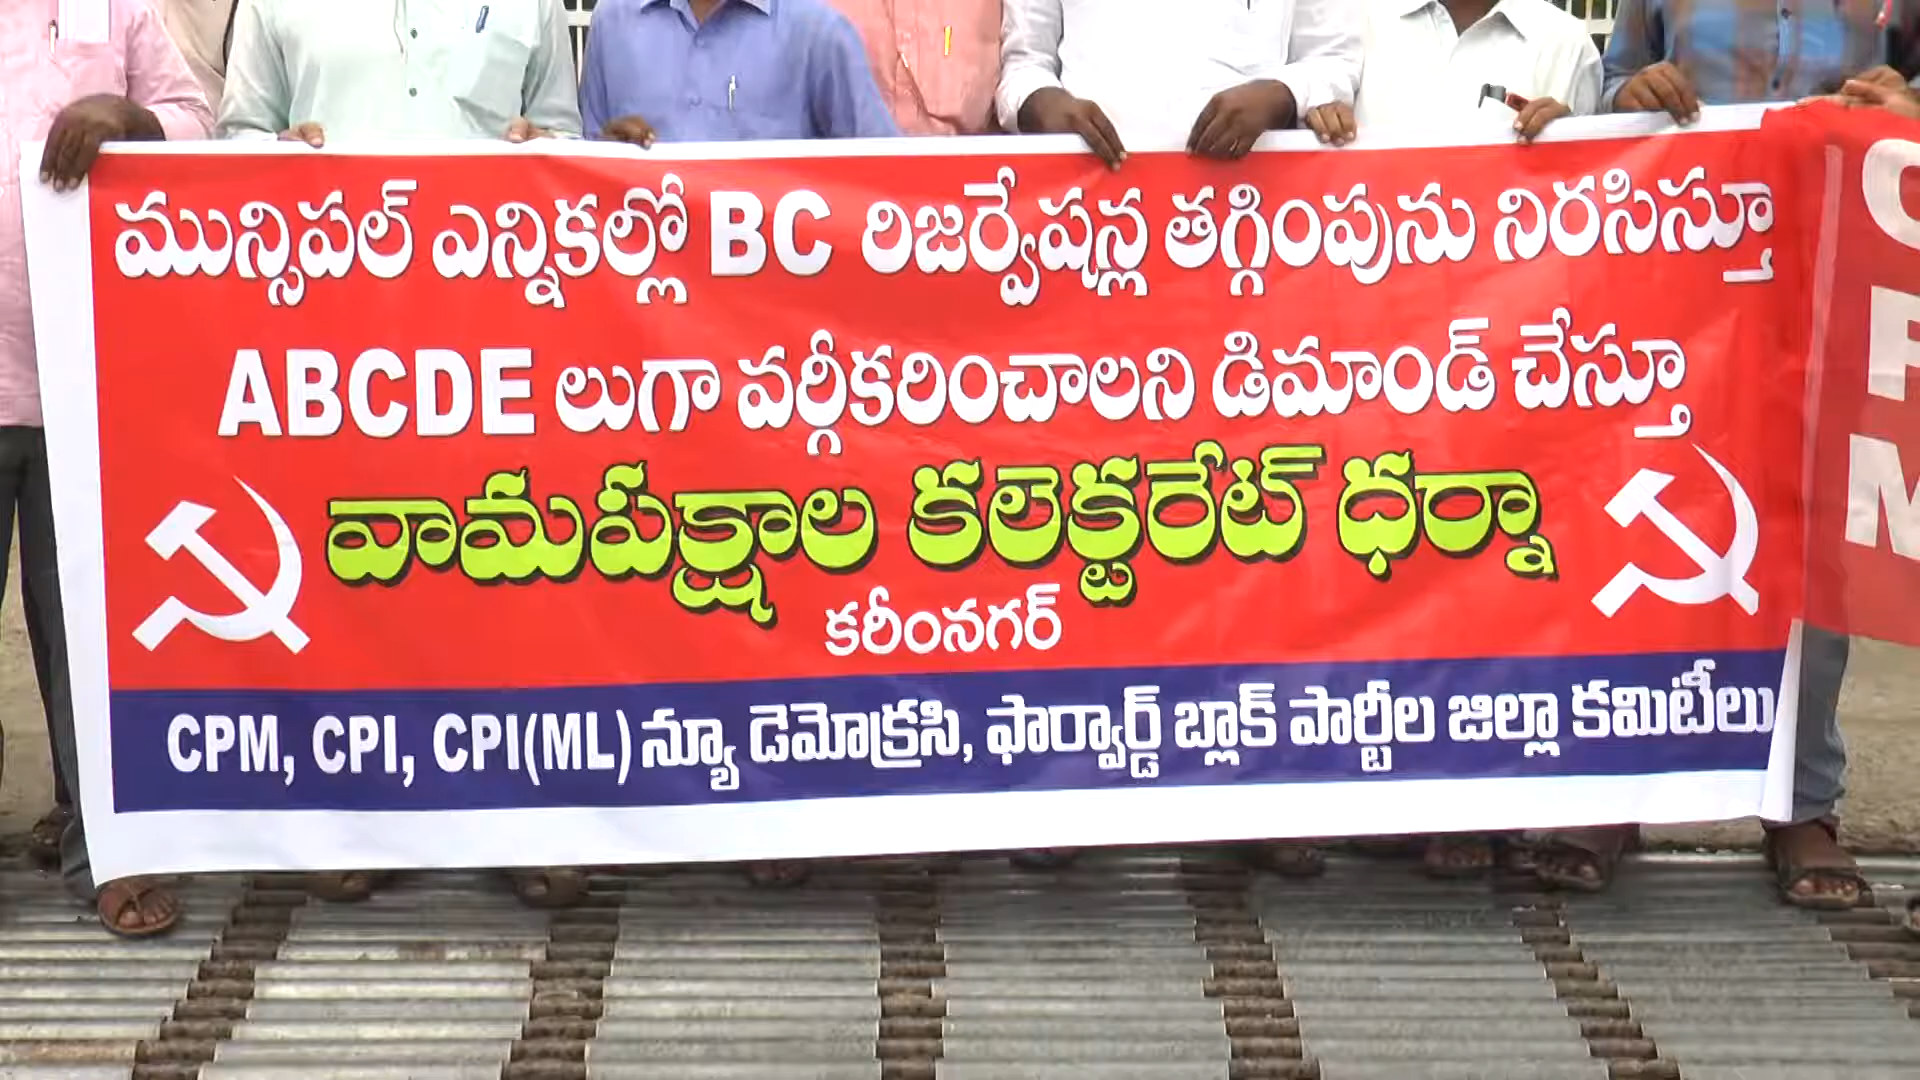 మున్సిపల్ ఎన్నికల్లో BC రిజర్వేషన్ల తగ్గింపును నిరసిస్తూ
ABCDE లుగా వర్గీకరించాలని డిమాండ్ చేస్తూ
వామపక్షాల కలెక్టరేట్ ధర్నా
కరీంనగర్
CPM, CPI, CPI(ML) న్యూ డెమోక్రసి, ఫార్వార్డ్ బ్లాక్ పార్టీల జిల్లా కమిటీలు